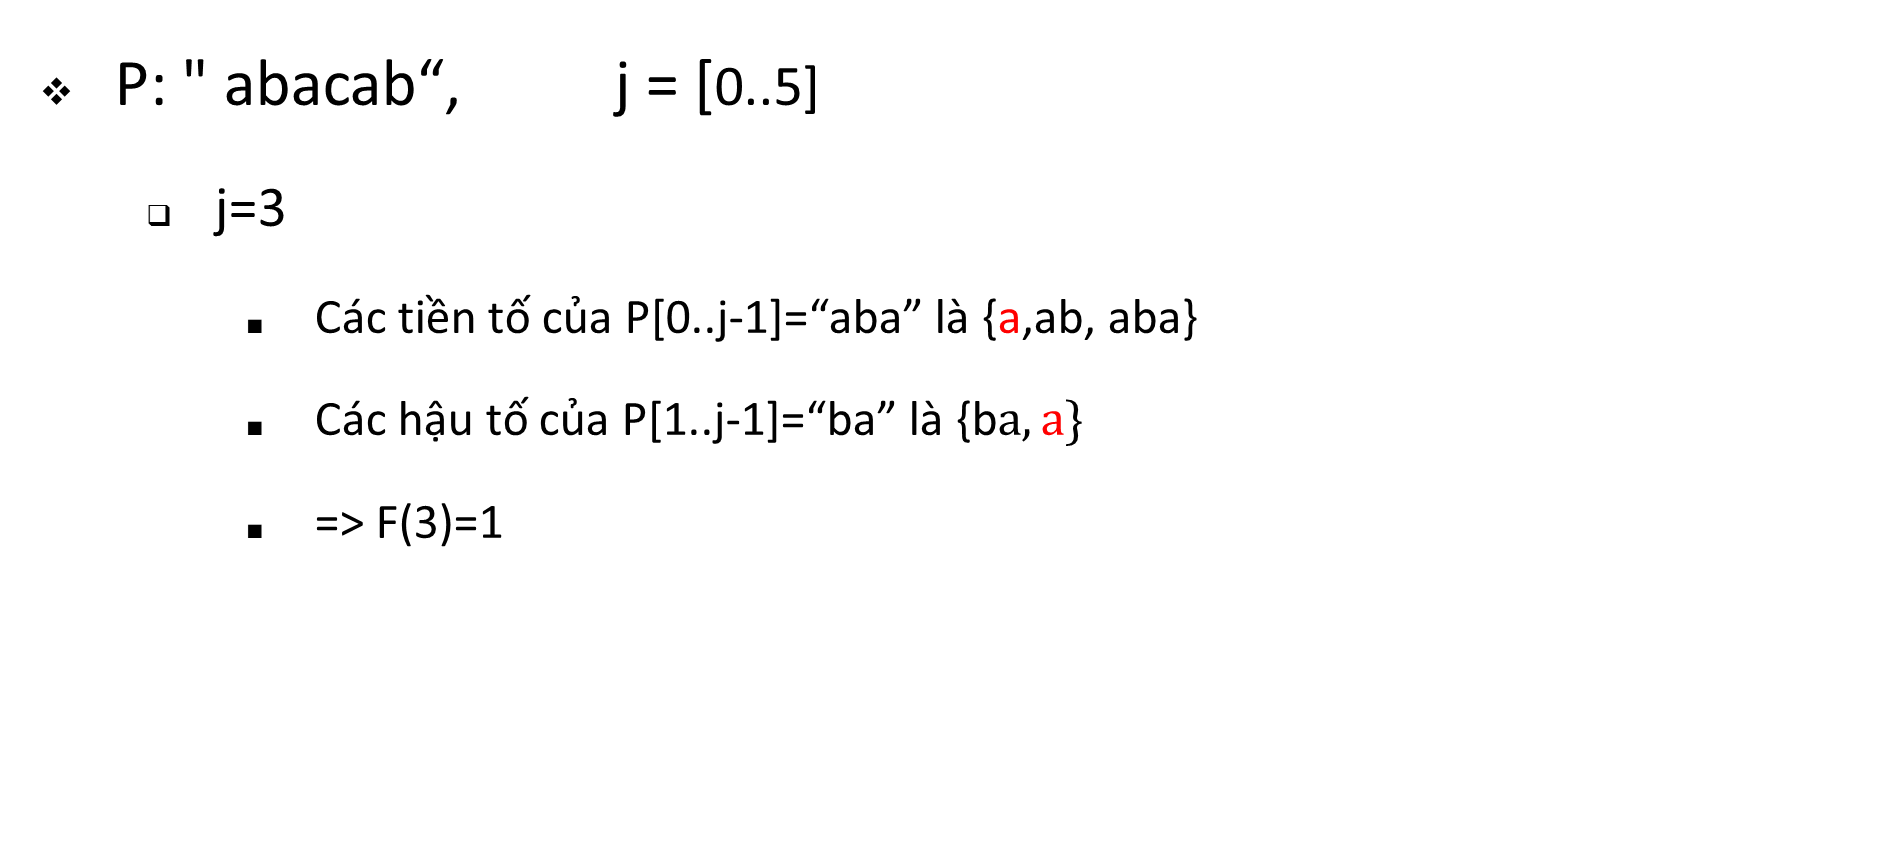 ❖ P: " abacab“, j = [0..5]
❑ j=3
▪ Các tiền tố của P[0..j-1]=“aba” là {a,ab, aba}
▪ Các hậu tố của P[1..j-1]=“ba” là {ba, a}
▪ => F(3)=1